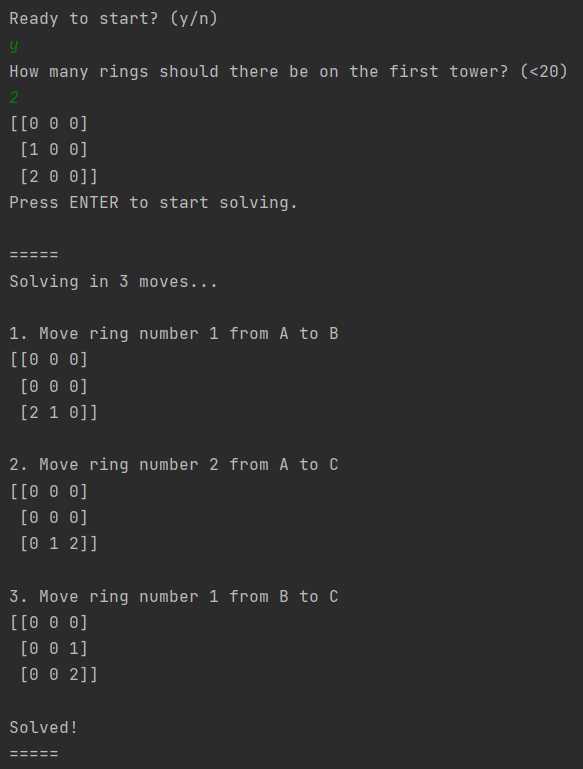 Ready to start? (y/n)
y
How many rings should there be on the first tower? (<20)
2
[[0 0 0]
 [1 0 0]
 [2 0 0]]
Press ENTER to start solving.

=====
Solving in 3 moves...

1. Move ring number 1 from A to B
[[0 0 0]
 [0 0 0]
 [2 1 0]]

2. Move ring number 2 from A to C
[[0 0 0]
 [0 0 0]
 [0 1 2]]

3. Move ring number 1 from B to C
[[0 0 0]
 [0 0 1]
 [0 0 2]]

Solved!
=====